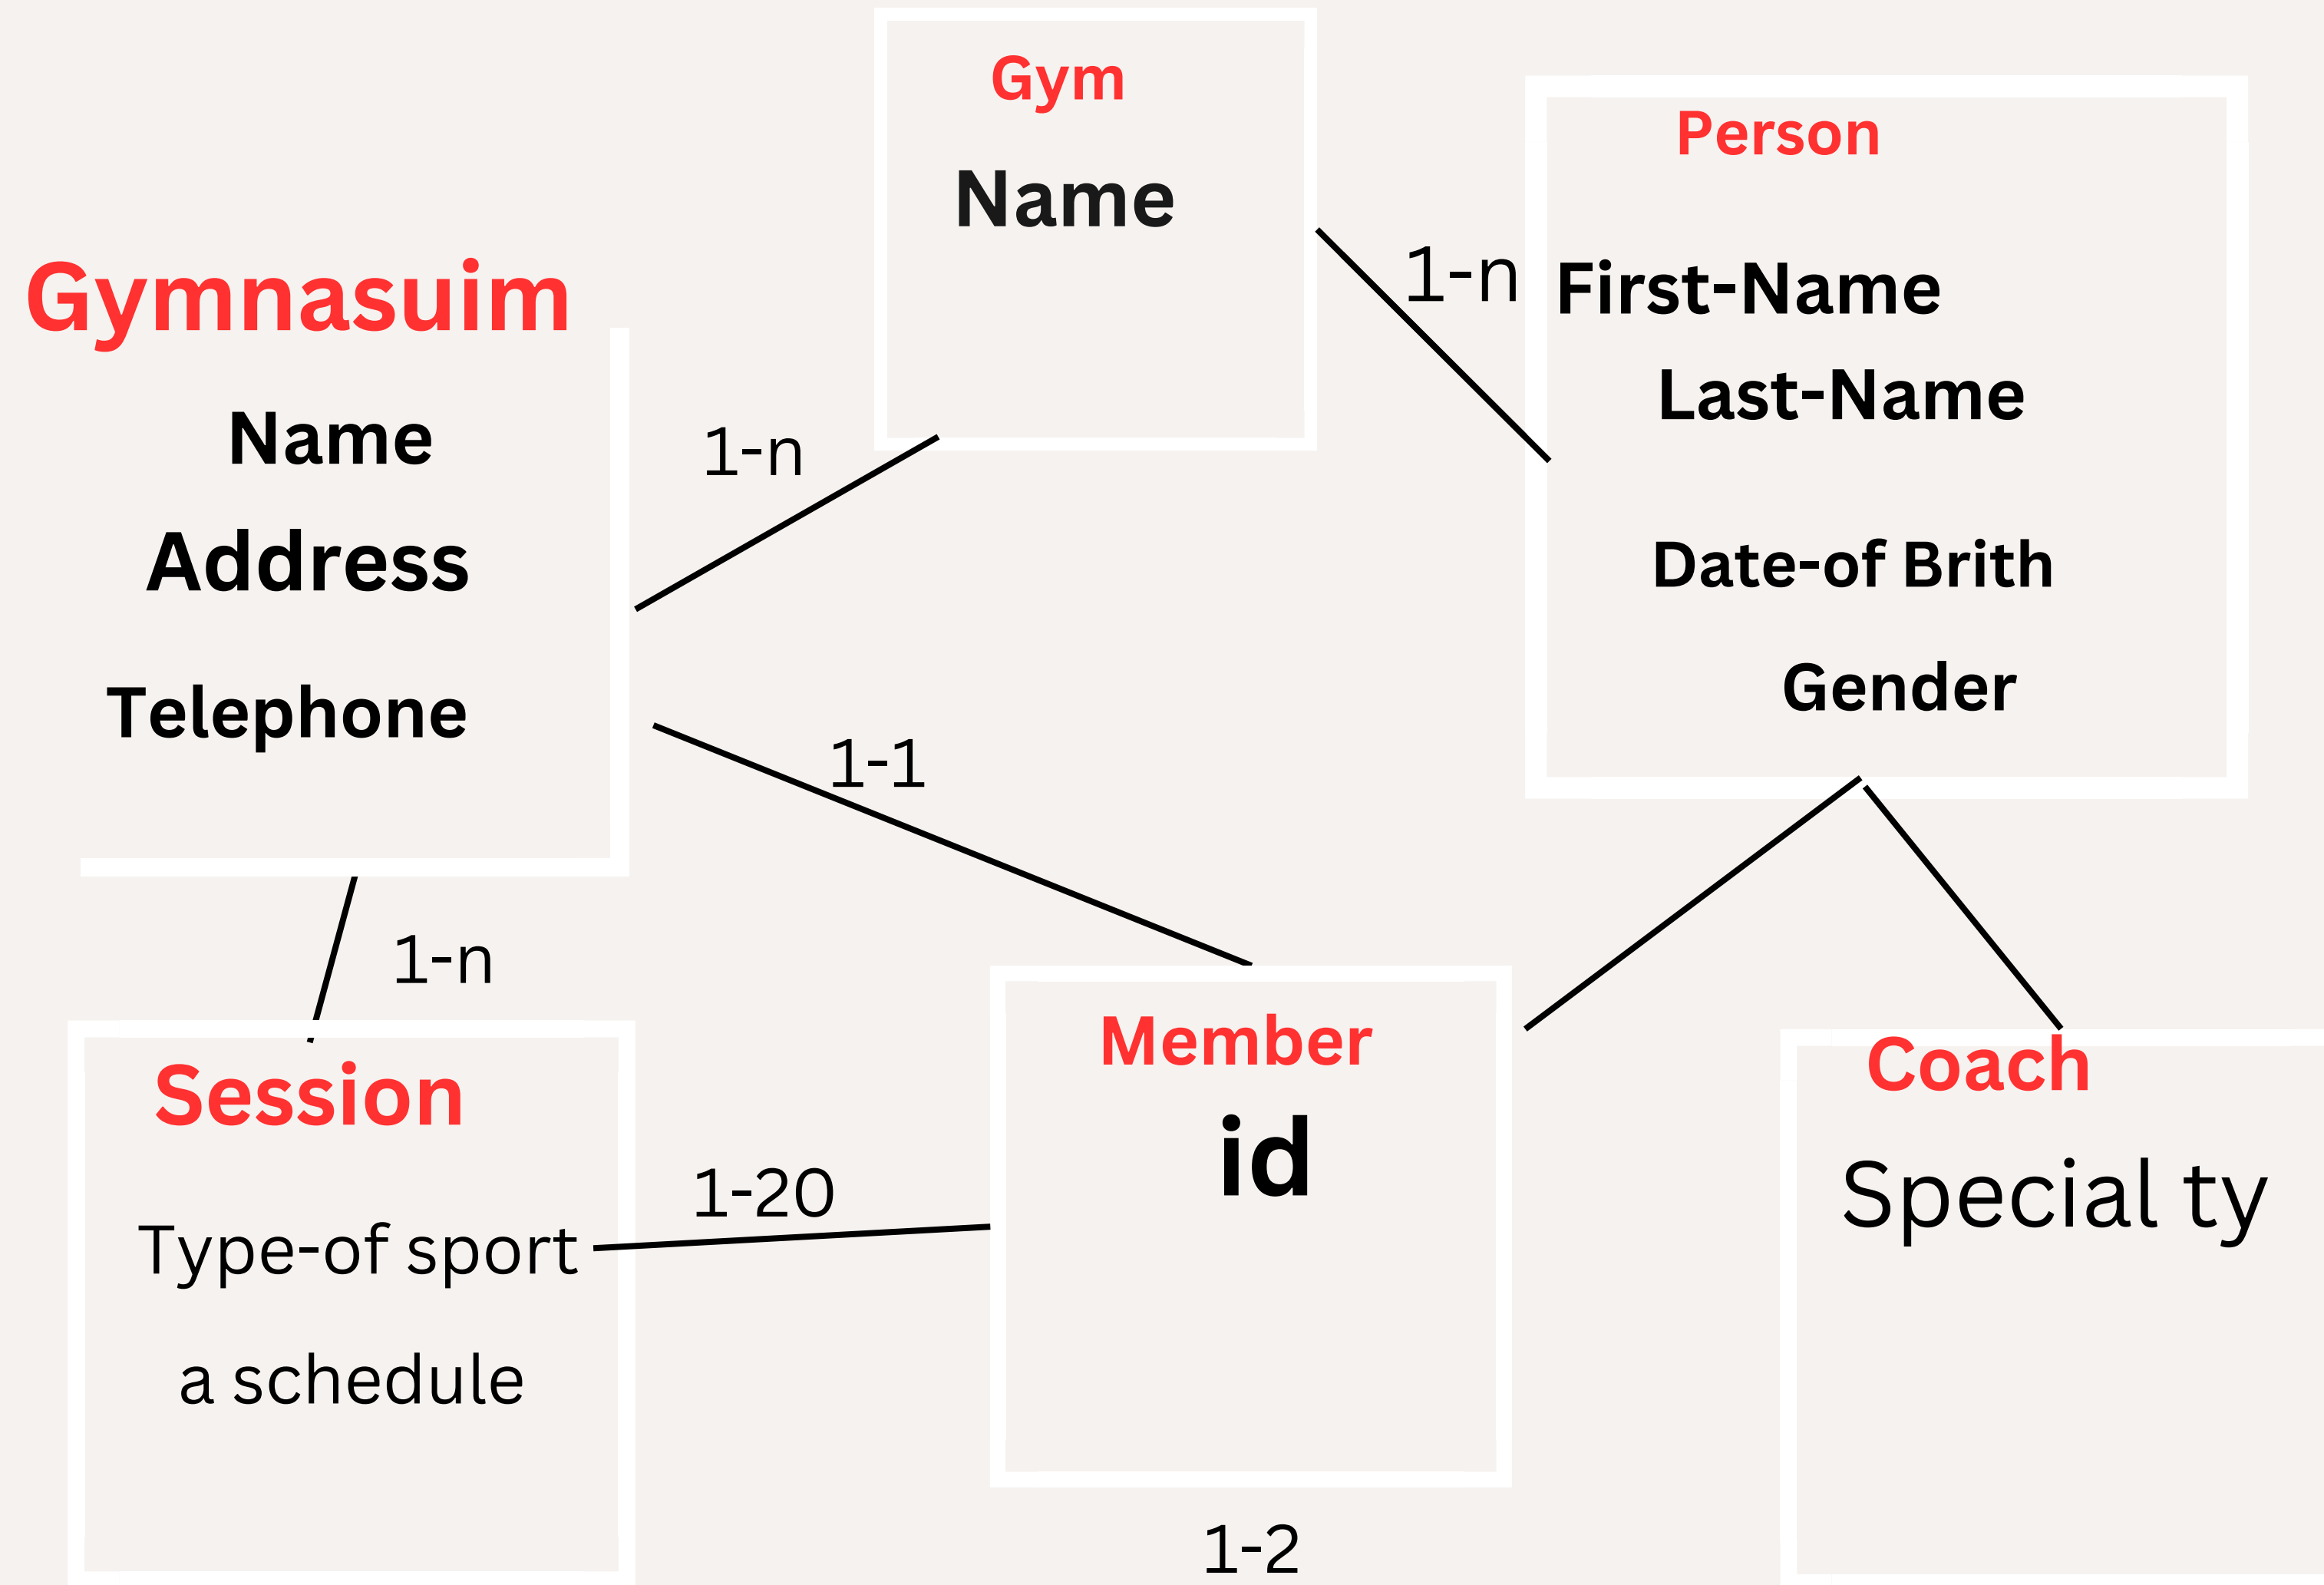 Gym
Name
Person
First-Name
Last-Name
Date-of Brith
Gender
1-n
Gymnasuim
Name
Address
Telephone
1-n
1-1
1-n
Session
Type-of sport
a schedule
1-20
Member
id
Coach
Special ty
1-2